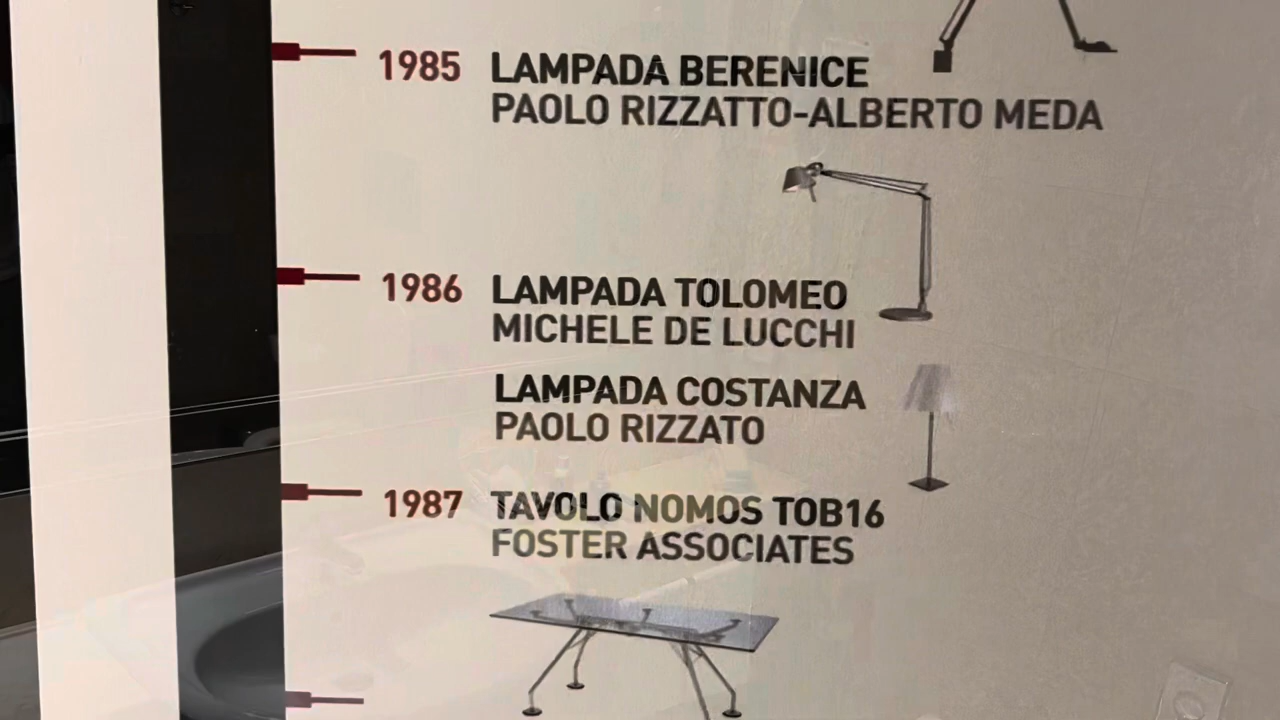 1985 LAMPADA BERENICE
PAOLO RIZZATTO-ALBERTO MEDA
1986 LAMPADA TOLOMEO
MICHELE DE LUCCHI
LAMPADA COSTANZA
PAOLO RIZZATO
1987 TAVOLO NOMOS TOB16
FOSTER ASSOCIATES